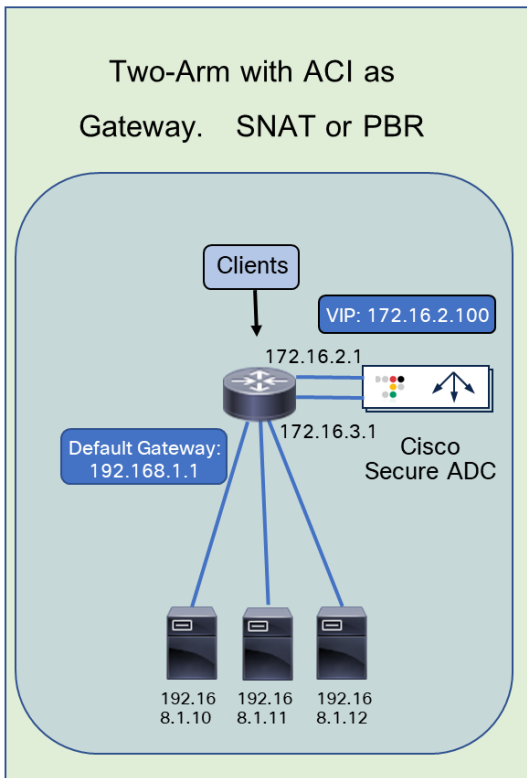 Two-Arm with ACI as
Gateway. SNAT or PBR
Clients
VIP: 172.16.2.100
172.16.2.1
172.16.3.1
Default Gateway:
192.168.1.1
Cisco
Secure ADC
192.16
8.1.10
192.16
8.1.11
192.16
8.1.12